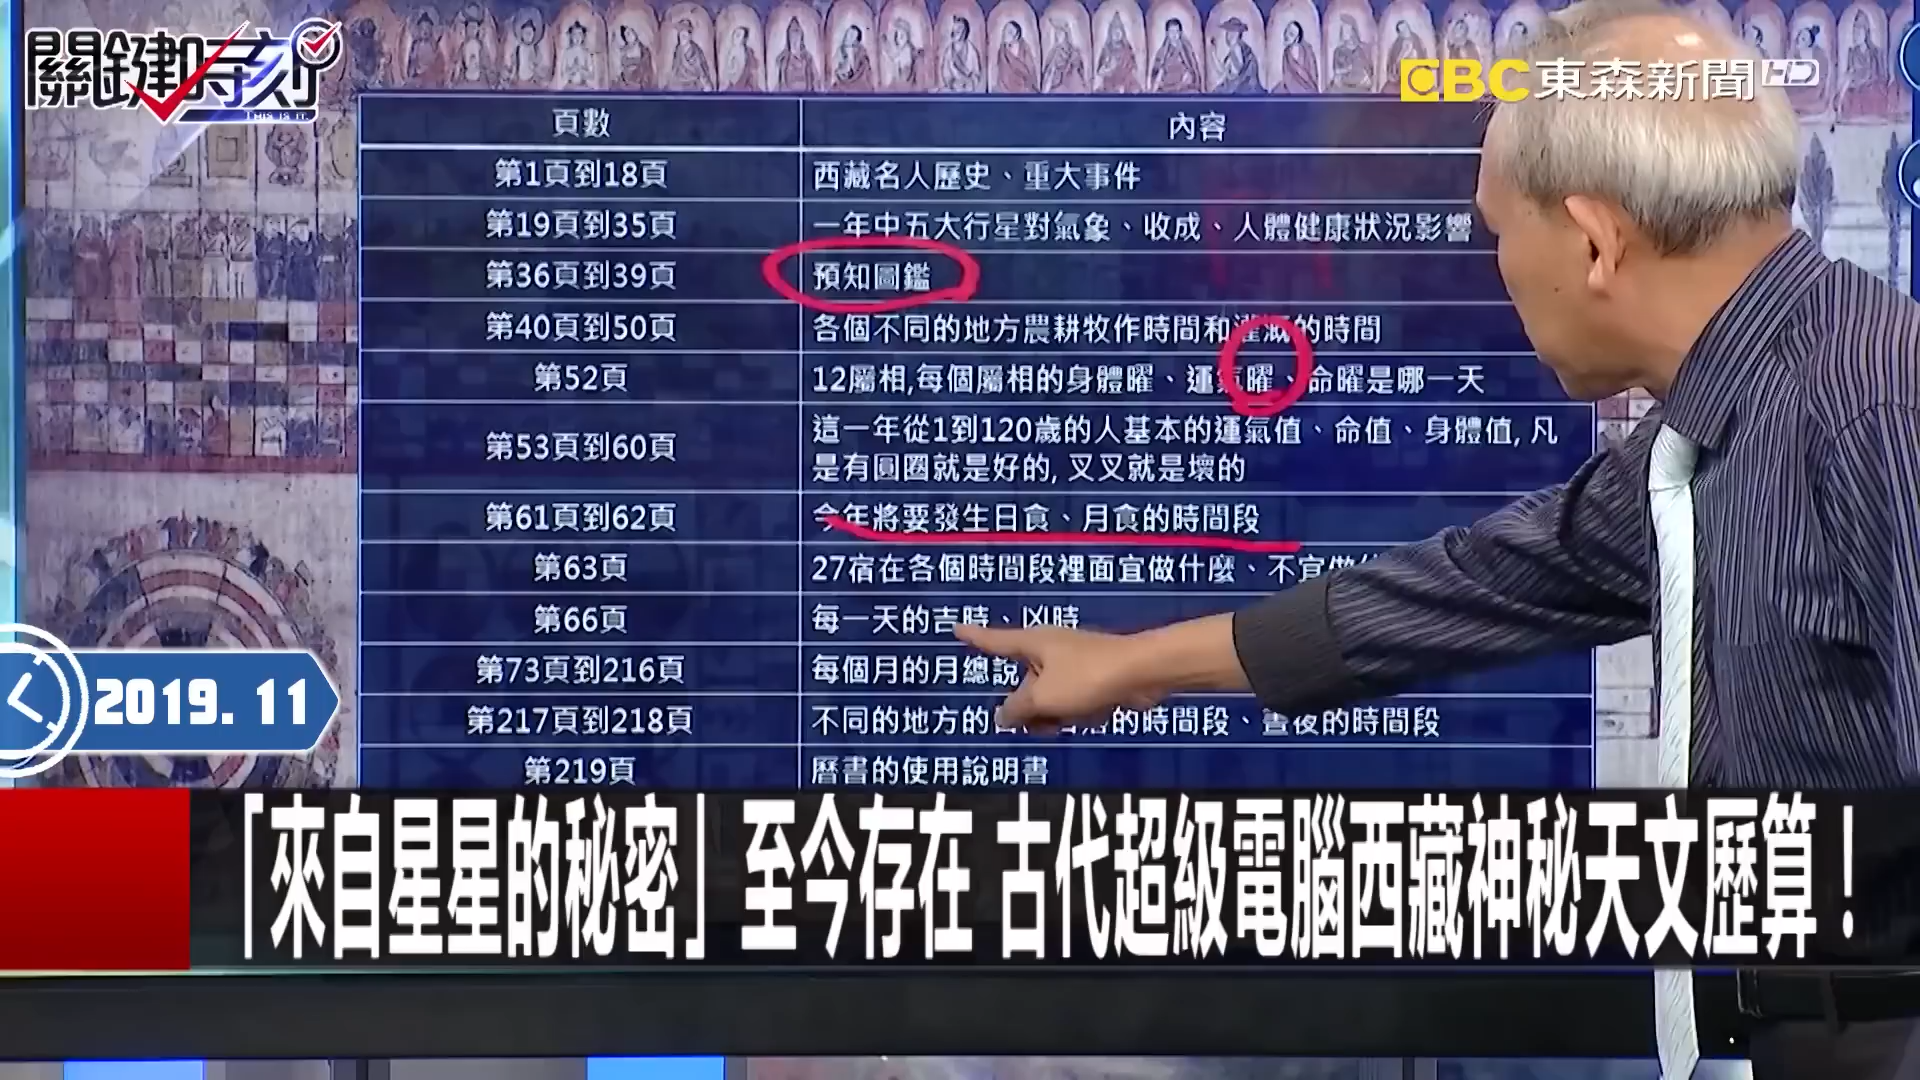 關鍵時刻
THIS IS IT.
EBC 東森新聞 HD
頁數 內容
第1頁到18頁 西藏名人歷史、重大事件
第19頁到35頁 一年中五大行星對氣象、收成、人體健康狀況影響
第36頁到39頁 預知圖鑑
第40頁到50頁 各個不同的地方農耕牧作時間和灌溉的時間
第52頁 12屬相,每個屬相的身體曜、運氣曜、命曜是哪一天
第53頁到60頁 這一年從1到120歲的人基本的運氣值、命值、身體值, 凡
是有圓圈就是好的, 叉叉就是壞的
第61頁到62頁 今年將要發生日食、月食的時間段
第63頁 27宿在各個時間段裡面宜做什麼、不宜做
第66頁 每一天的吉時、凶時
第73頁到216頁 每個月的月總說
第217頁到218頁 不同的地方的 的時間段、晝夜的時間段
第219頁 曆書的使用說明書
2019. 11
「來自星星的秘密」至今存在 古代超級電腦西藏神秘天文歷算！